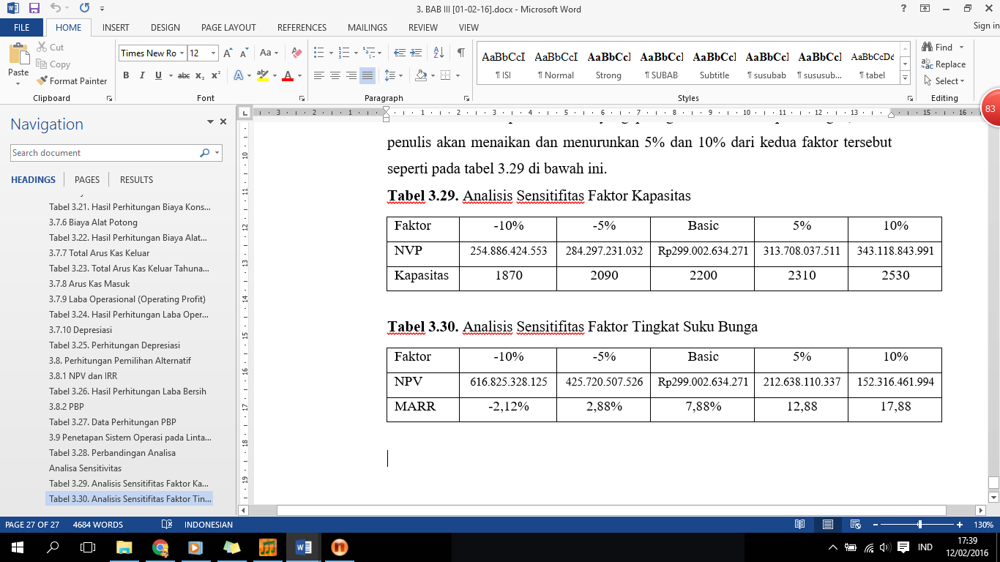 3. BAB III [01-02-16].docx - Microsoft Word
FILE HOME INSERT DESIGN PAGE LAYOUT REFERENCES MAILINGS REVIEW VIEW Sign in
Paste
Cut
Copy
Format Painter
Clipboard
Times New Ro 12
Font
Paragraph
AaBbCcI AaBbCcI AaBbCc AaBbCc AaBbCc AaBbCcI AaBbCcI AaBbCcDd
¶ ISI ¶ Normal Strong ¶ SUBAB Subtitle ¶ susubab ¶ sususub... ¶ tabel
Styles
Find
Replace
Select
Editing
83
Navigation
Search document
HEADINGS PAGES RESULTS
Tabel 3.21. Hasil Perhitungan Biaya Kons...
3.7.6 Biaya Alat Potong
Tabel 3.22. Hasil Perhitungan Biaya Alat...
3.7.7 Total Arus Kas Keluar
Tabel 3.23. Total Arus Kas Keluar Tahuna...
3.7.8 Arus Kas Masuk
3.7.9 Laba Operasional (Operating Profit)
Tabel 3.24. Hasil Perhitungan Laba Oper...
3.7.10 Depresiasi
Tabel 3.25. Perhitungan Depresiasi
3.8. Perhitungan Pemilihan Alternatif
3.8.1 NPV dan IRR
Tabel 3.26. Hasil Perhitungan Laba Bersih
3.8.2 PBP
Tabel 3.27. Data Perhitungan PBP
3.9 Penetapan Sistem Operasi pada Linta...
Tabel 3.28. Perbandingan Analisa
Analisa Sensitivitas
Tabel 3.29. Analisis Sensitifitas Faktor Ka...
Tabel 3.30. Analisis Sensitifitas Faktor Tin...
penulis akan menaikan dan menurunkan 5% dan 10% dari kedua faktor tersebut
seperti pada tabel 3.29 di bawah ini.
Tabel 3.29. Analisis Sensitifitas Faktor Kapasitas
Faktor -10% -5% Basic 5% 10%
NVP 254.886.424.553 284.297.231.032 Rp299.002.634.271 313.708.037.511 343.118.843.991
Kapasitas 1870 2090 2200 2310 2530
Tabel 3.30. Analisis Sensitifitas Faktor Tingkat Suku Bunga
Faktor -10% -5% Basic 5% 10%
NPV 616.825.328.125 425.720.507.526 Rp299.002.634.271 212.638.110.337 152.316.461.994
MARR -2,12% 2,88% 7,88% 12,88 17,88
PAGE 27 OF 27 4684 WORDS INDONESIAN 130%
IND 17:39
12/02/2016